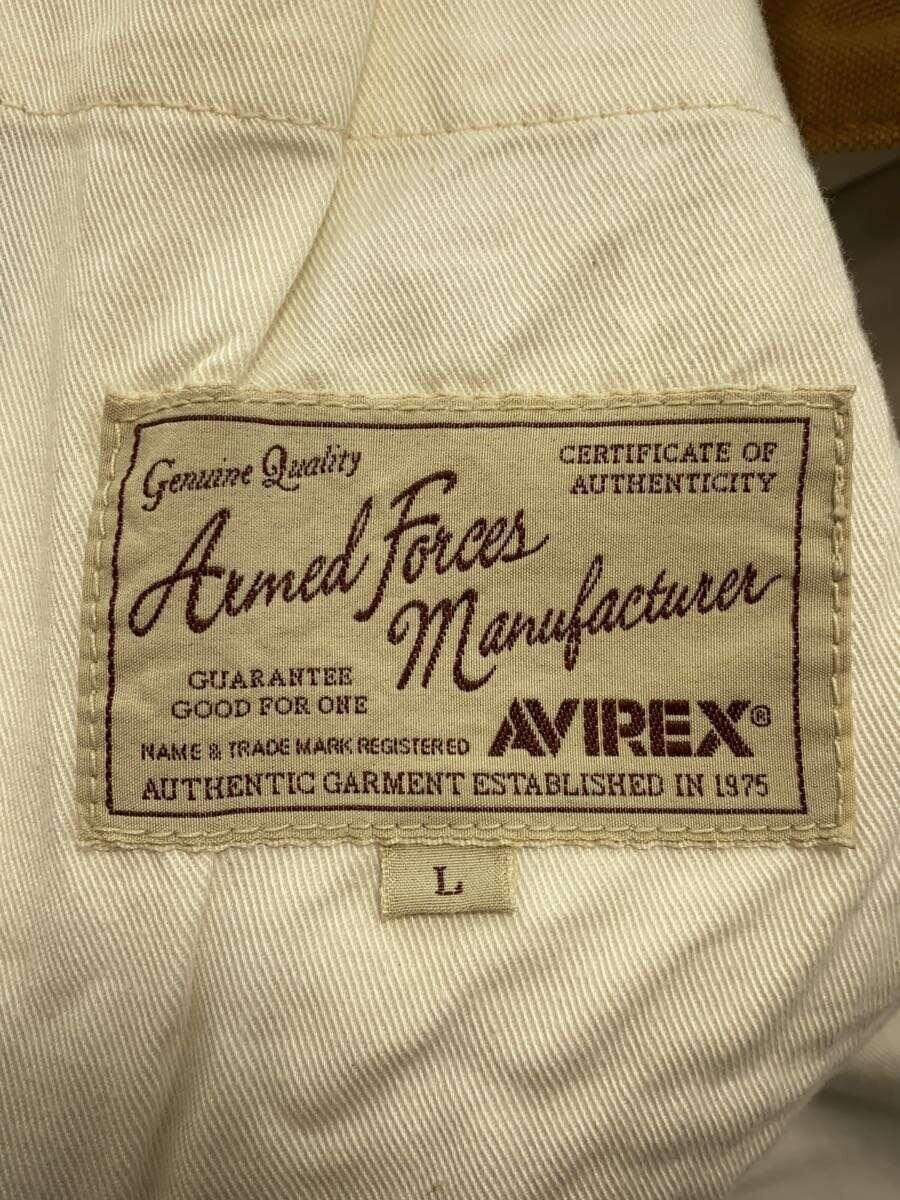 Genuine Quality
CERTIFICATE OF
AUTHENTICITY
Armed Forces
Manufacturer
GUARANTEE
GOOD FOR ONE
NAME & TRADE MARK REGISTERED
AVIREX®
AUTHENTIC GARMENT ESTABLISHED IN 1975
L